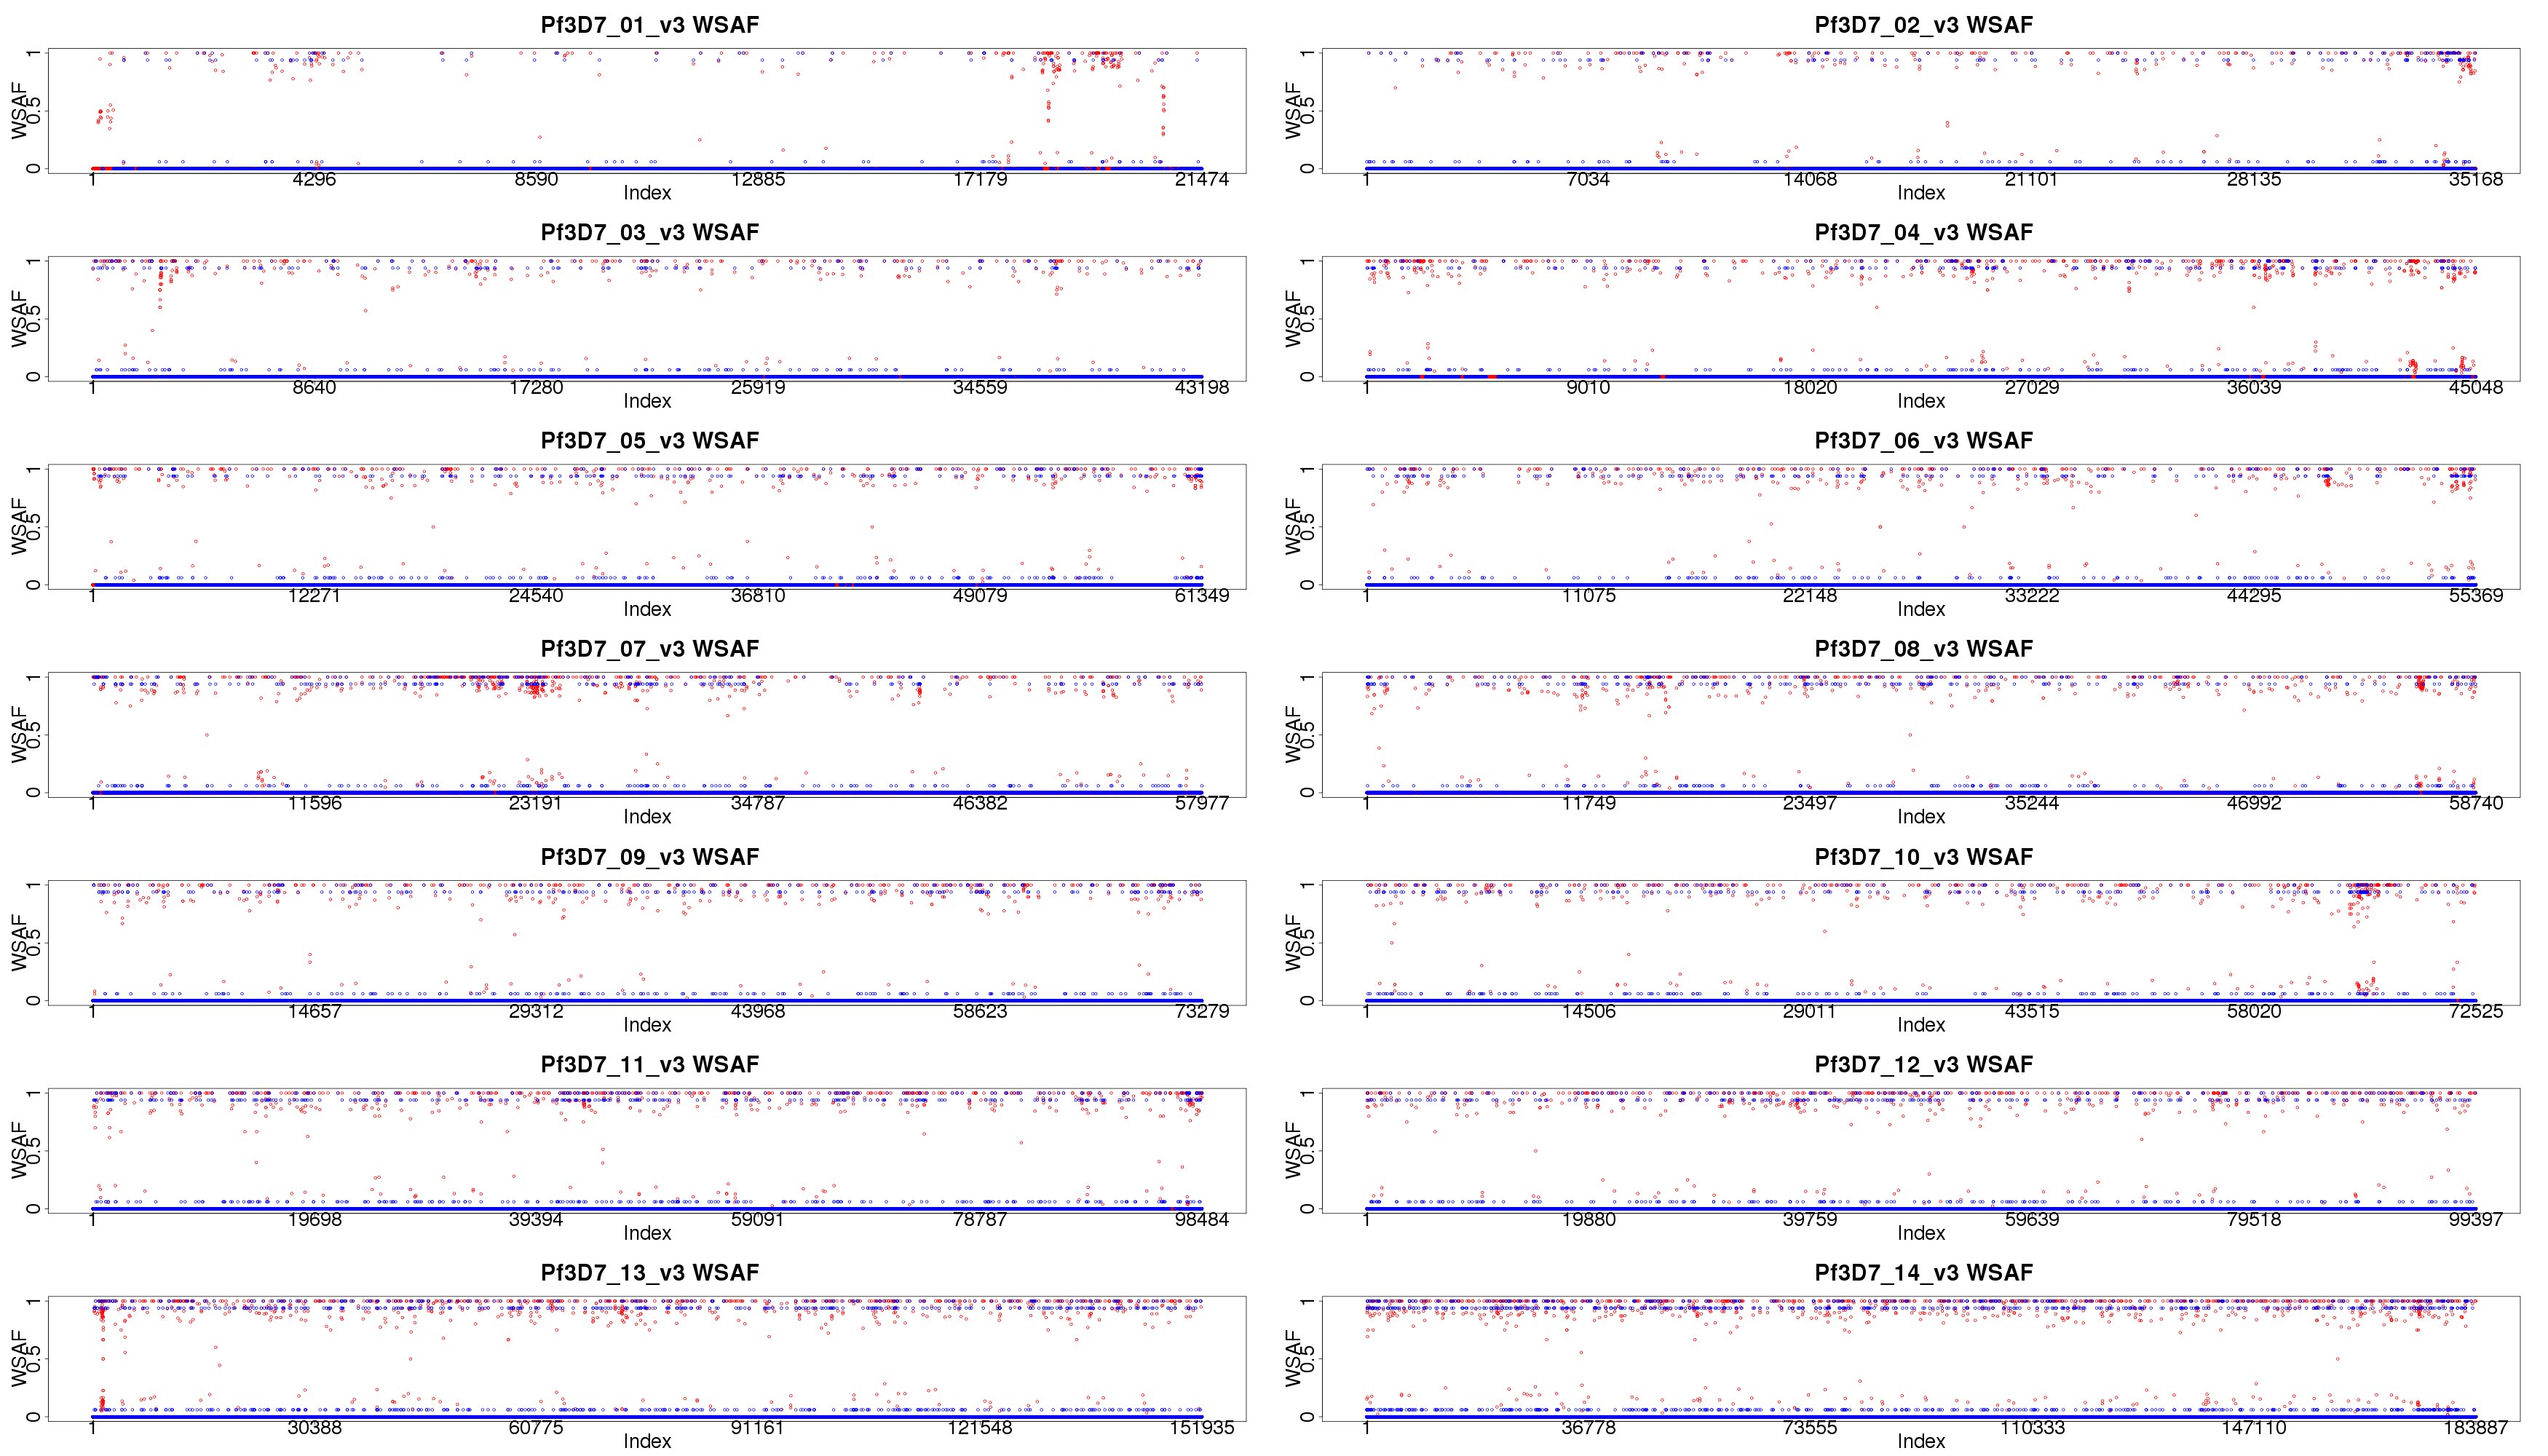 Pf3D7_01_v3 WSAF
WSAF
0 0.5 1
1 4296 8590 12885 17179 21474
Index
Pf3D7_02_v3 WSAF
WSAF
0 0.5 1
1 7034 14068 21101 28135 35168
Index
Pf3D7_03_v3 WSAF
WSAF
0 0.5 1
1 8640 17280 25919 34559 43198
Index
Pf3D7_04_v3 WSAF
WSAF
0 0.5 1
1 9010 18020 27029 36039 45048
Index
Pf3D7_05_v3 WSAF
WSAF
0 0.5 1
1 12271 24540 36810 49079 61349
Index
Pf3D7_06_v3 WSAF
WSAF
0 0.5 1
1 11075 22148 33222 44295 55369
Index
Pf3D7_07_v3 WSAF
WSAF
0 0.5 1
1 11596 23191 34787 46382 57977
Index
Pf3D7_08_v3 WSAF
WSAF
0 0.5 1
1 11749 23497 35244 46992 58740
Index
Pf3D7_09_v3 WSAF
WSAF
0 0.5 1
1 14657 29312 43968 58623 73279
Index
Pf3D7_10_v3 WSAF
WSAF
0 0.5 1
1 14506 29011 43515 58020 72525
Index
Pf3D7_11_v3 WSAF
WSAF
0 0.5 1
1 19698 39394 59091 78787 98484
Index
Pf3D7_12_v3 WSAF
WSAF
0 0.5 1
1 19880 39759 59639 79518 99397
Index
Pf3D7_13_v3 WSAF
WSAF
0 0.5 1
1 30388 60775 91161 121548 151935
Index
Pf3D7_14_v3 WSAF
WSAF
0 0.5 1
1 36778 73555 110333 147110 183887
Index